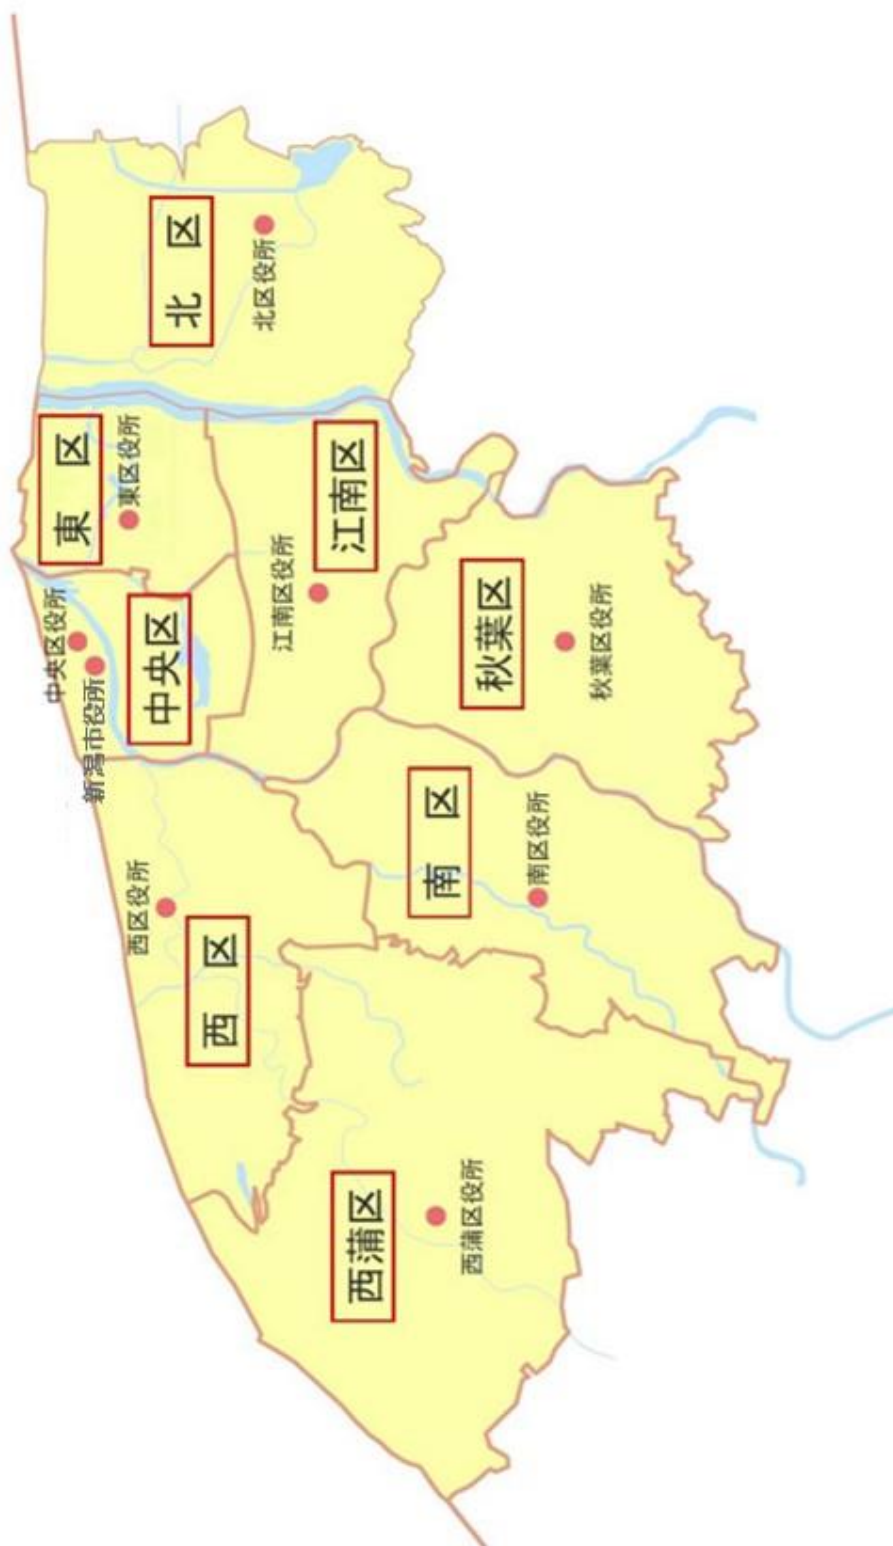 北　区
北区役所
東　区
東区役所
中央区役所
新潟市役所
中央区
江南区
江南区役所
秋葉区
秋葉区役所
南　区
南区役所
西区役所
西　区
西蒲区
西蒲区役所